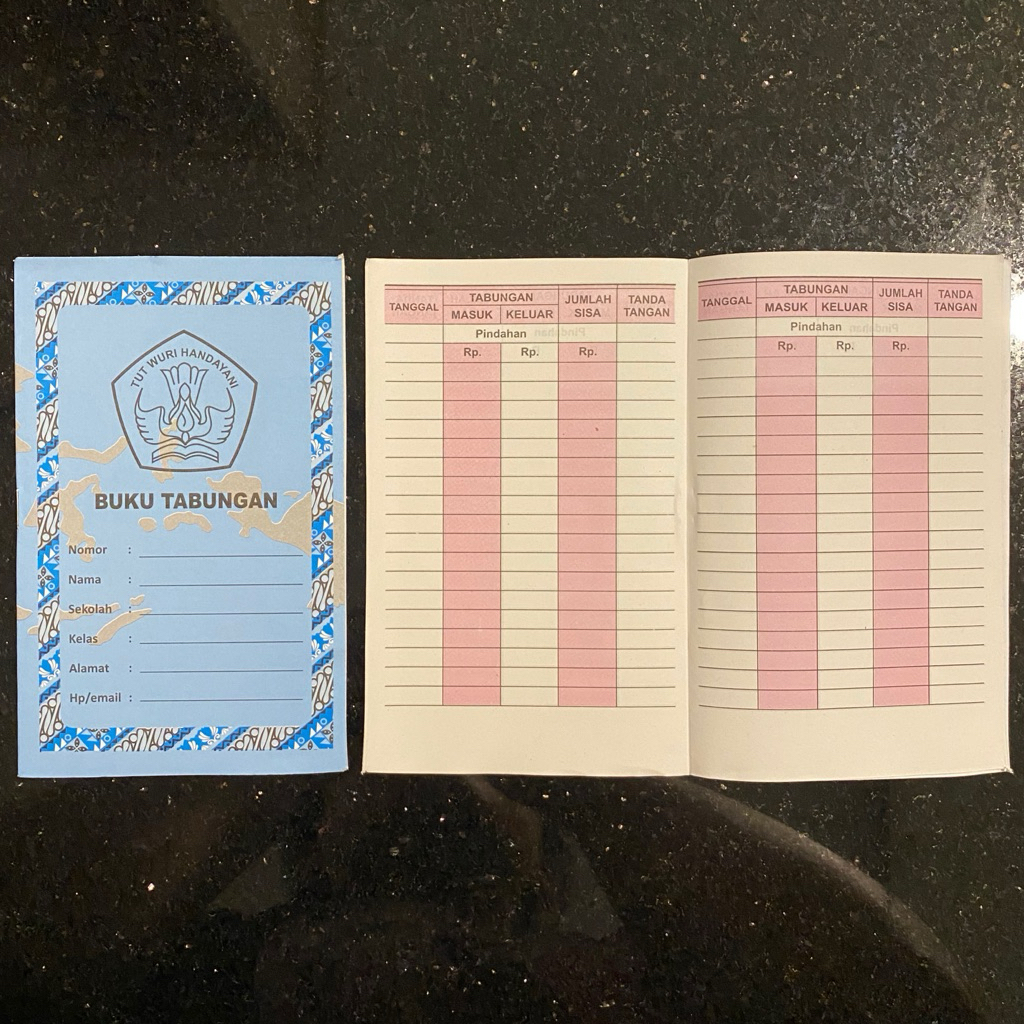 TUT WURI HANDAYANI
BUKU TABUNGAN
Nomor :
Nama :
Sekolah :
Kelas :
Alamat :
Hp/email :
TANGGAL TABUNGAN JUMLAH SISA TANDA TANGAN
MASUK KELUAR
Pindahan
Rp. Rp. Rp.
TANGGAL TABUNGAN JUMLAH SISA TANDA TANGAN
MASUK KELUAR
Pindahan
Rp. Rp. Rp.